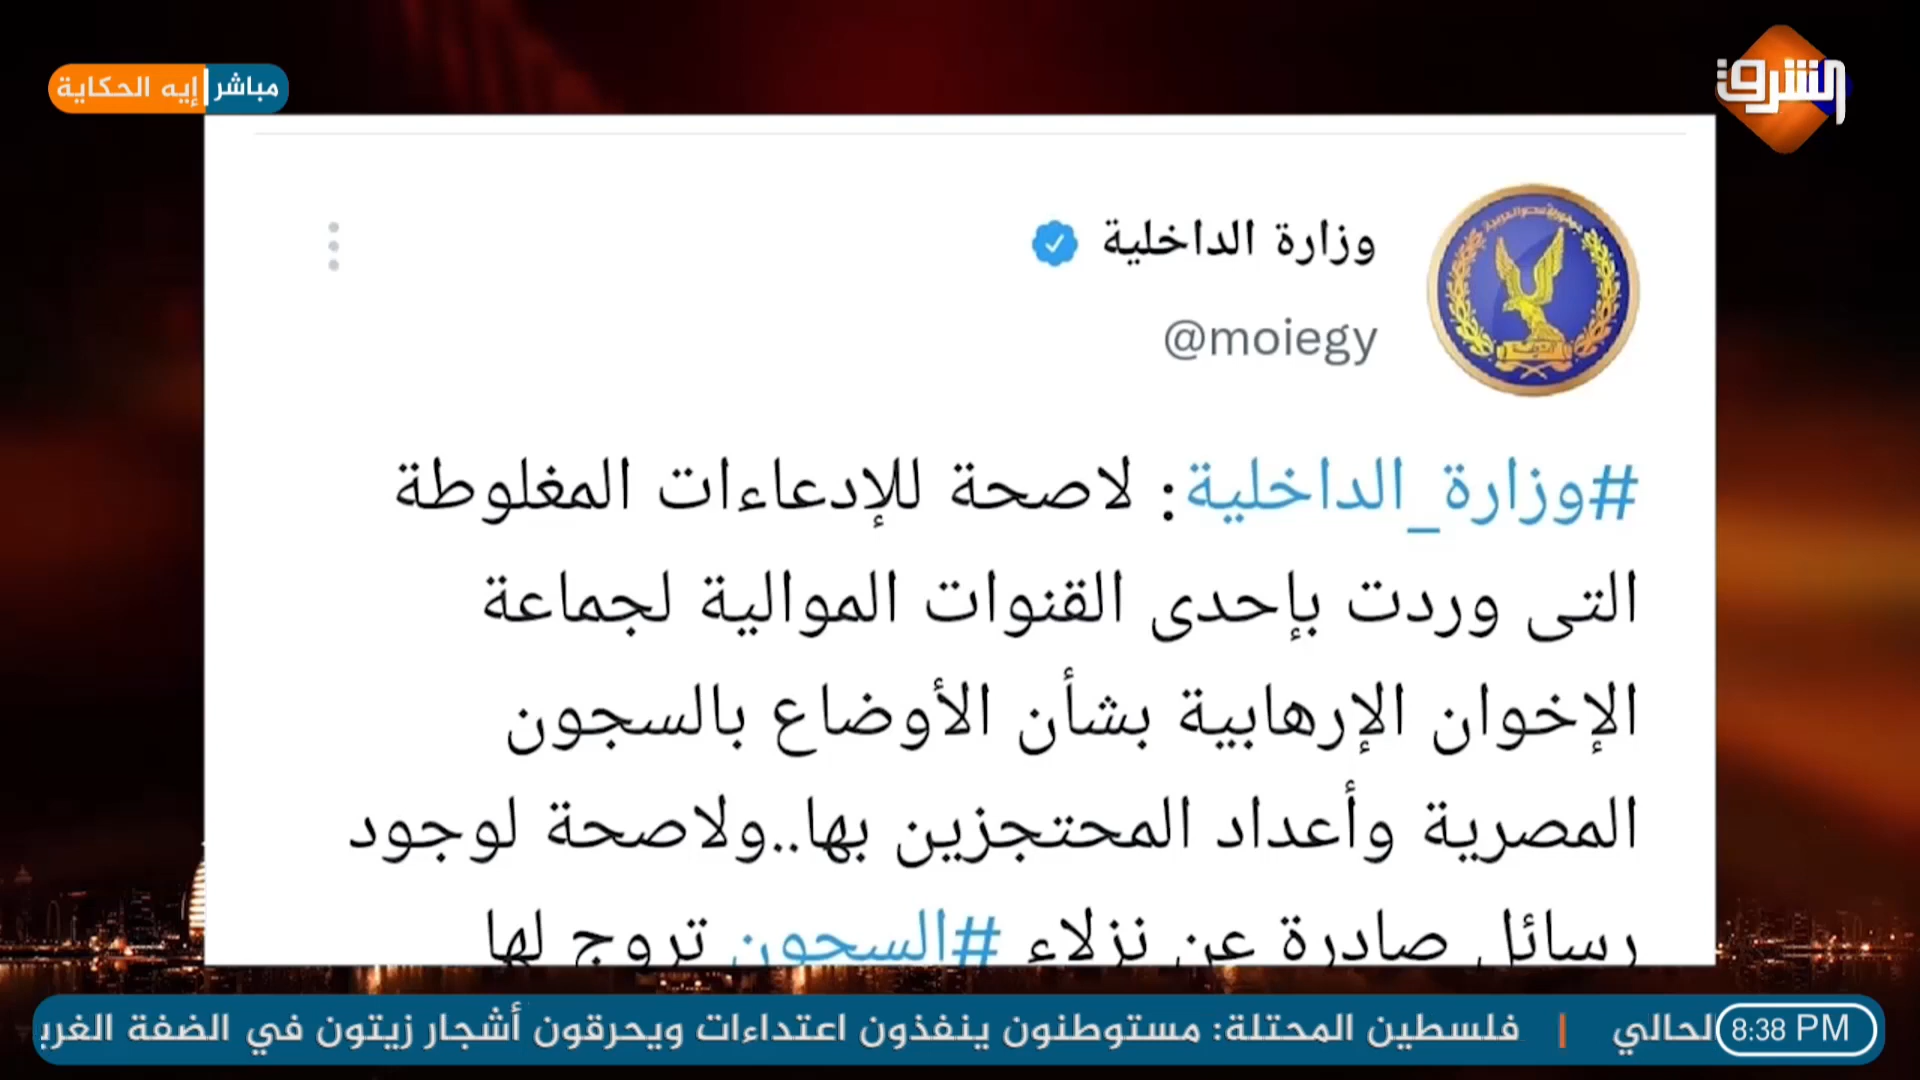 مباشر إيه الحكاية
الشرق
وزارة الداخلية
@moiegy
#وزارة_الداخلية: لاصحة للإدعاءات المغلوطة
التى وردت بإحدى القنوات الموالية لجماعة
الإخوان الإرهابية بشأن الأوضاع بالسجون
المصرية وأعداد المحتجزين بها..ولاصحة لوجود
رسائل صادرة عن نزلاء #السجون تروج لها
8:38 PM
لحالي | فلسطين المحتلة: مستوطنون ينفذون اعتداءات ويحرقون أشجار زيتون في الضفة